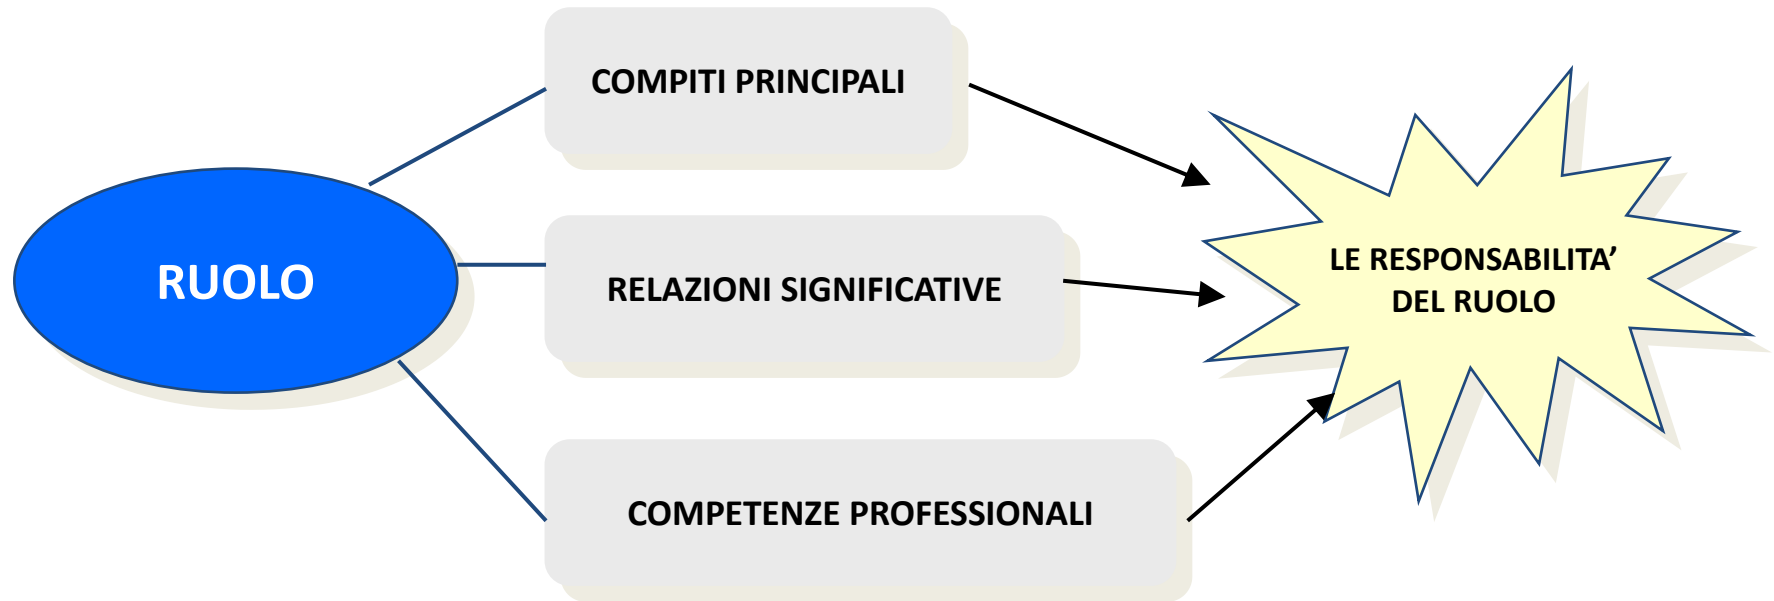 COMPITI PRINCIPALI
RUOLO
RELAZIONI SIGNIFICATIVE
COMPETENZE PROFESSIONALI
LE RESPONSABILITA’
DEL RUOLO